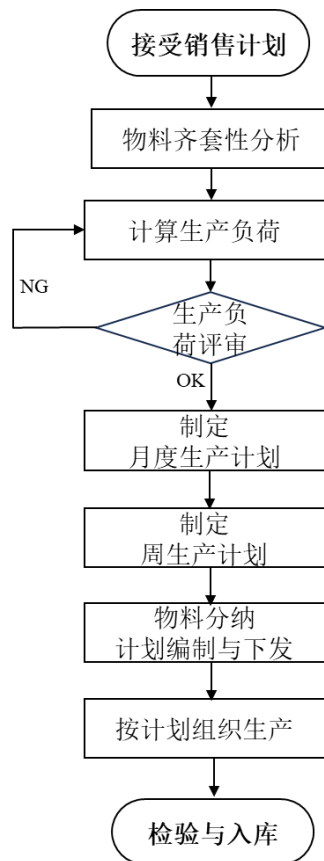 接受销售计划
物料齐套性分析
计算生产负荷
NG
生产负
荷评审
OK
制定
月度生产计划
制定
周生产计划
物料分纳
计划编制与下发
按计划组织生产
检验与入库